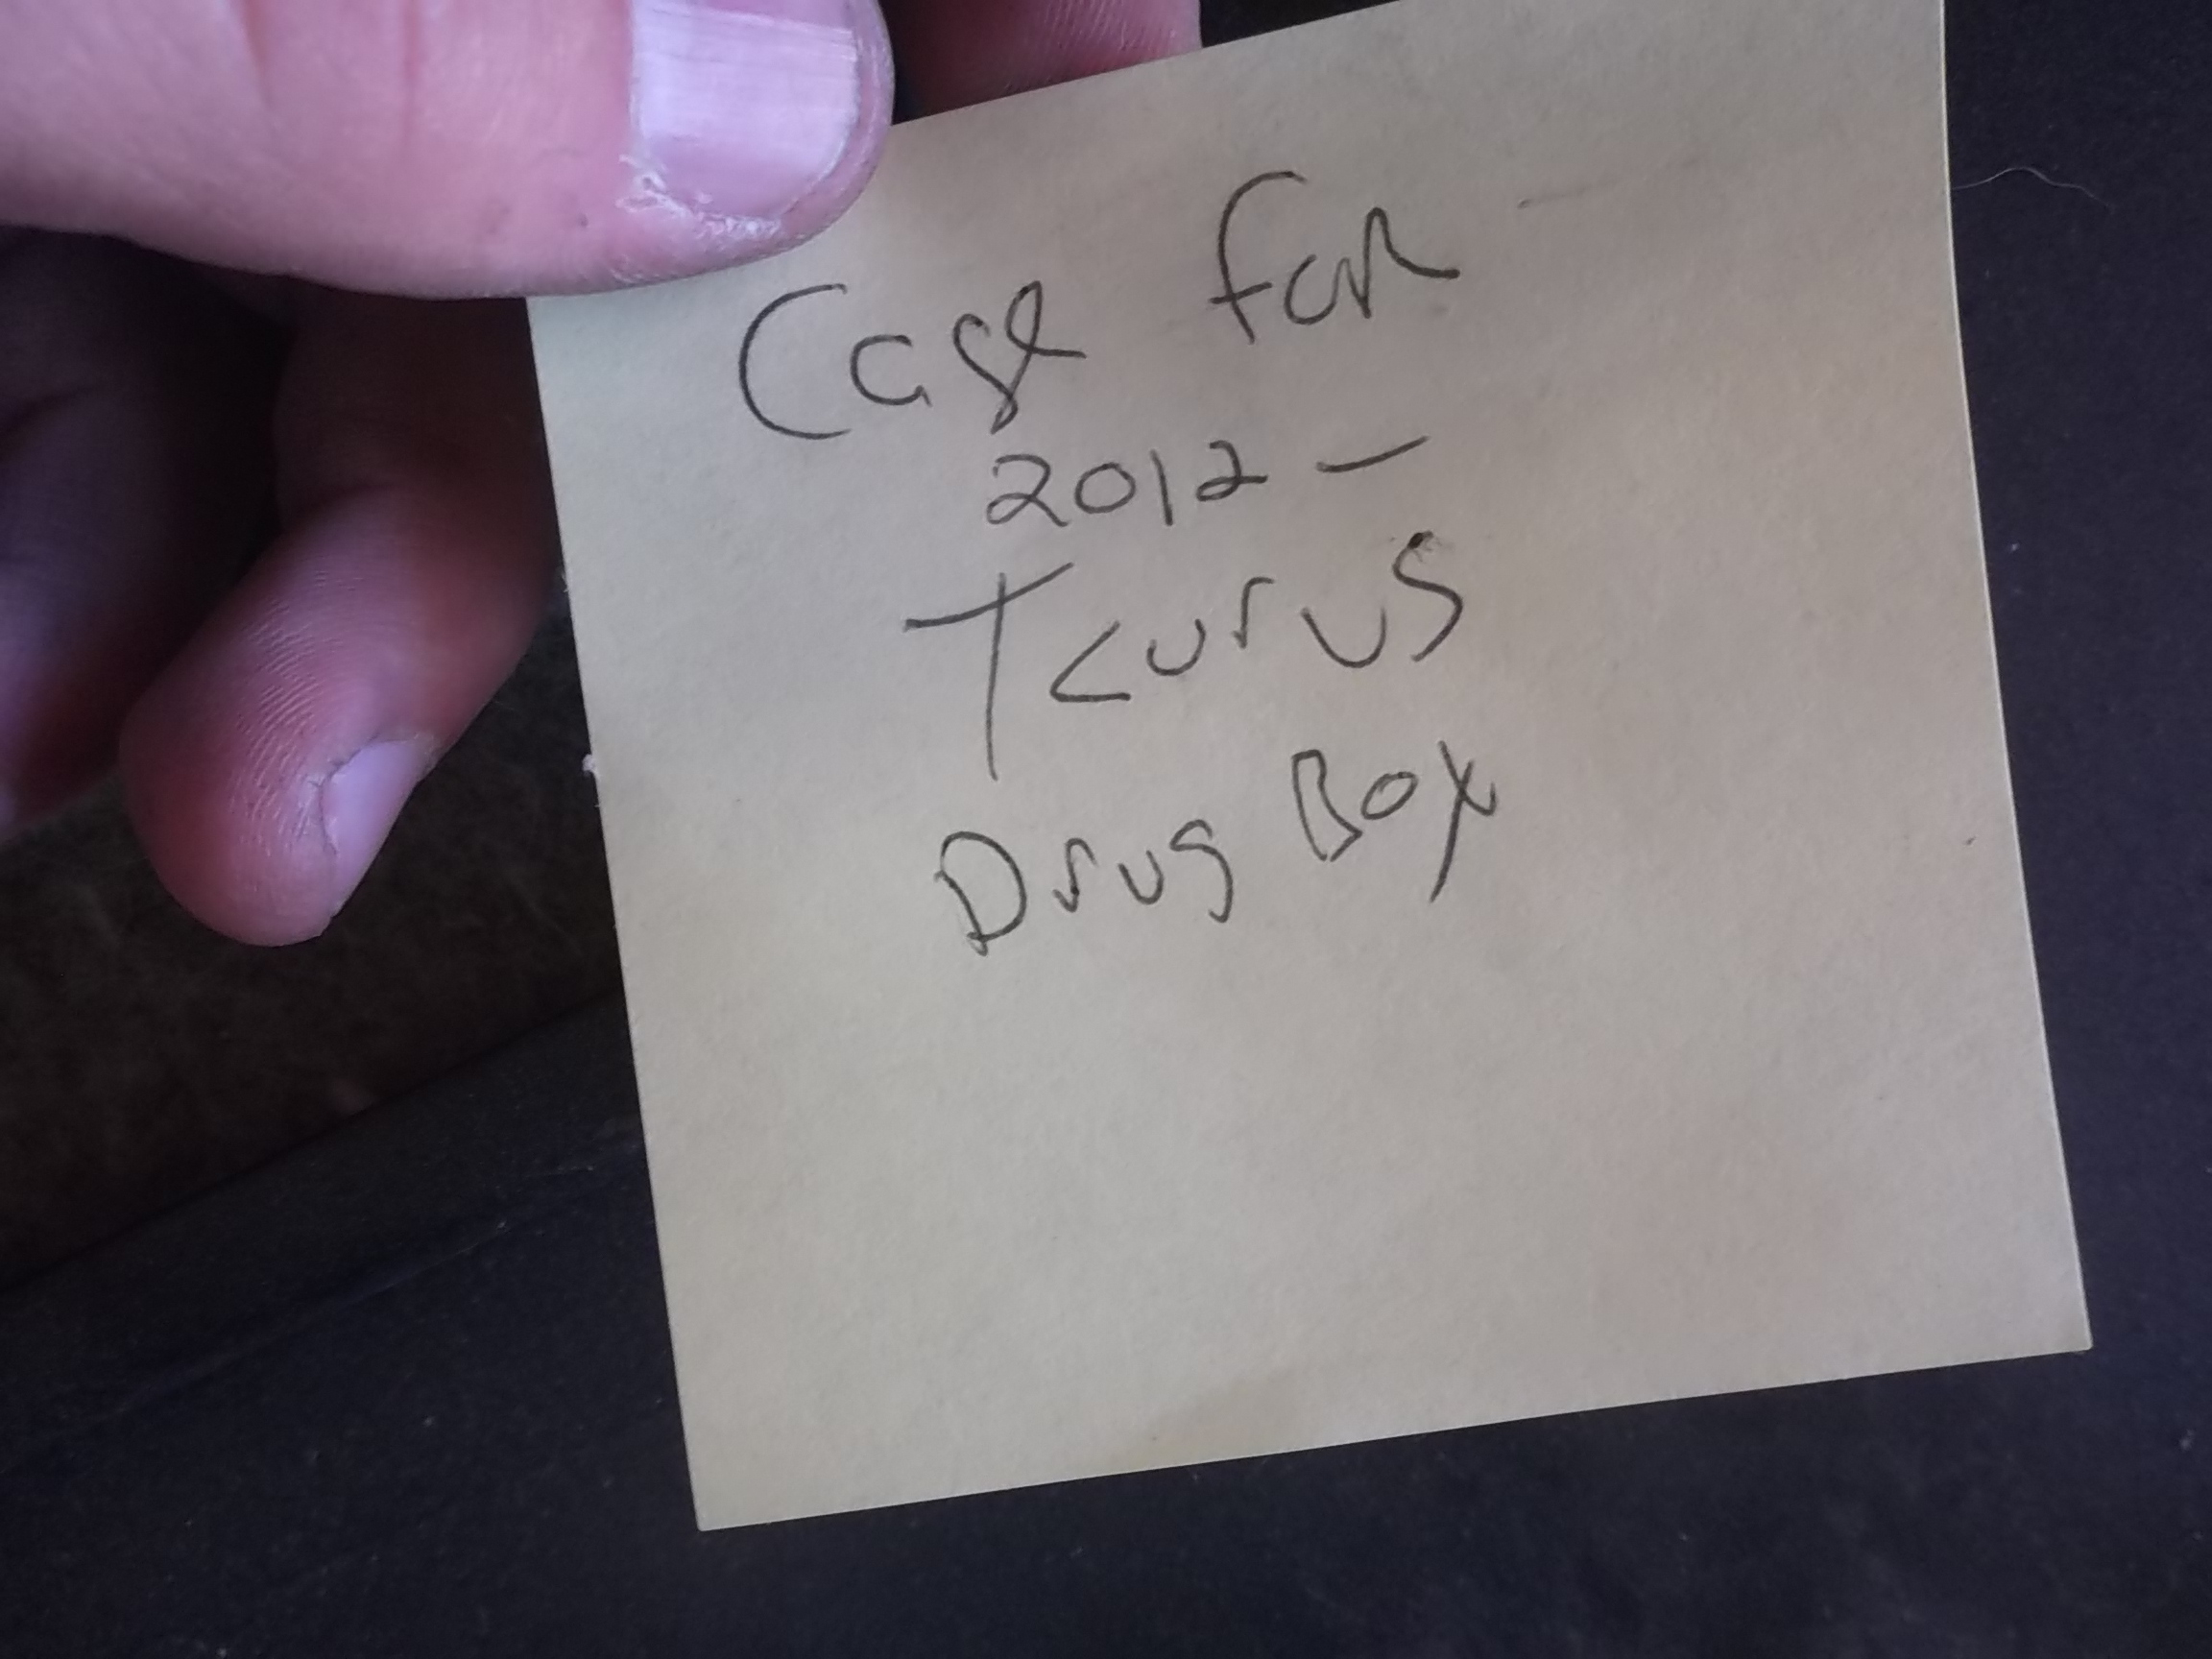 Case for
2012 -
Taurus
Drug Box